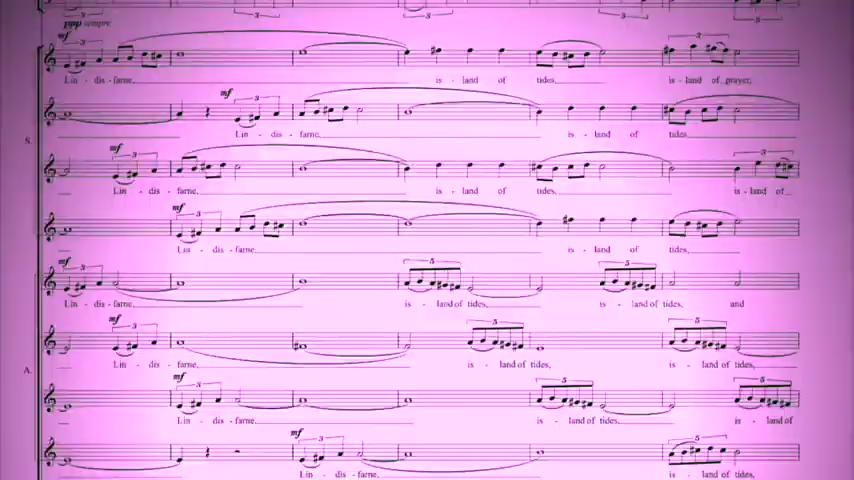 pppp sempre
mf
Lin - dis - farne, is - land of tides, is - land of prayer,
mf
S.
Lin - dis - farne, is - land of tides
mf
Lin - dis - farne, is - land of tides, is - land of
mf
Lin - dis - farne is - land of tides,
mf
Lin - dis - farne, is - land of tides, is - land of tides, and
mf
A.
Lin - dis - farne, is - land of tides, is - land of tides,
mf
Lin - dis - farne, is - land of tides, is - land of
mf
Lin - dis - farne, is - land of tides,